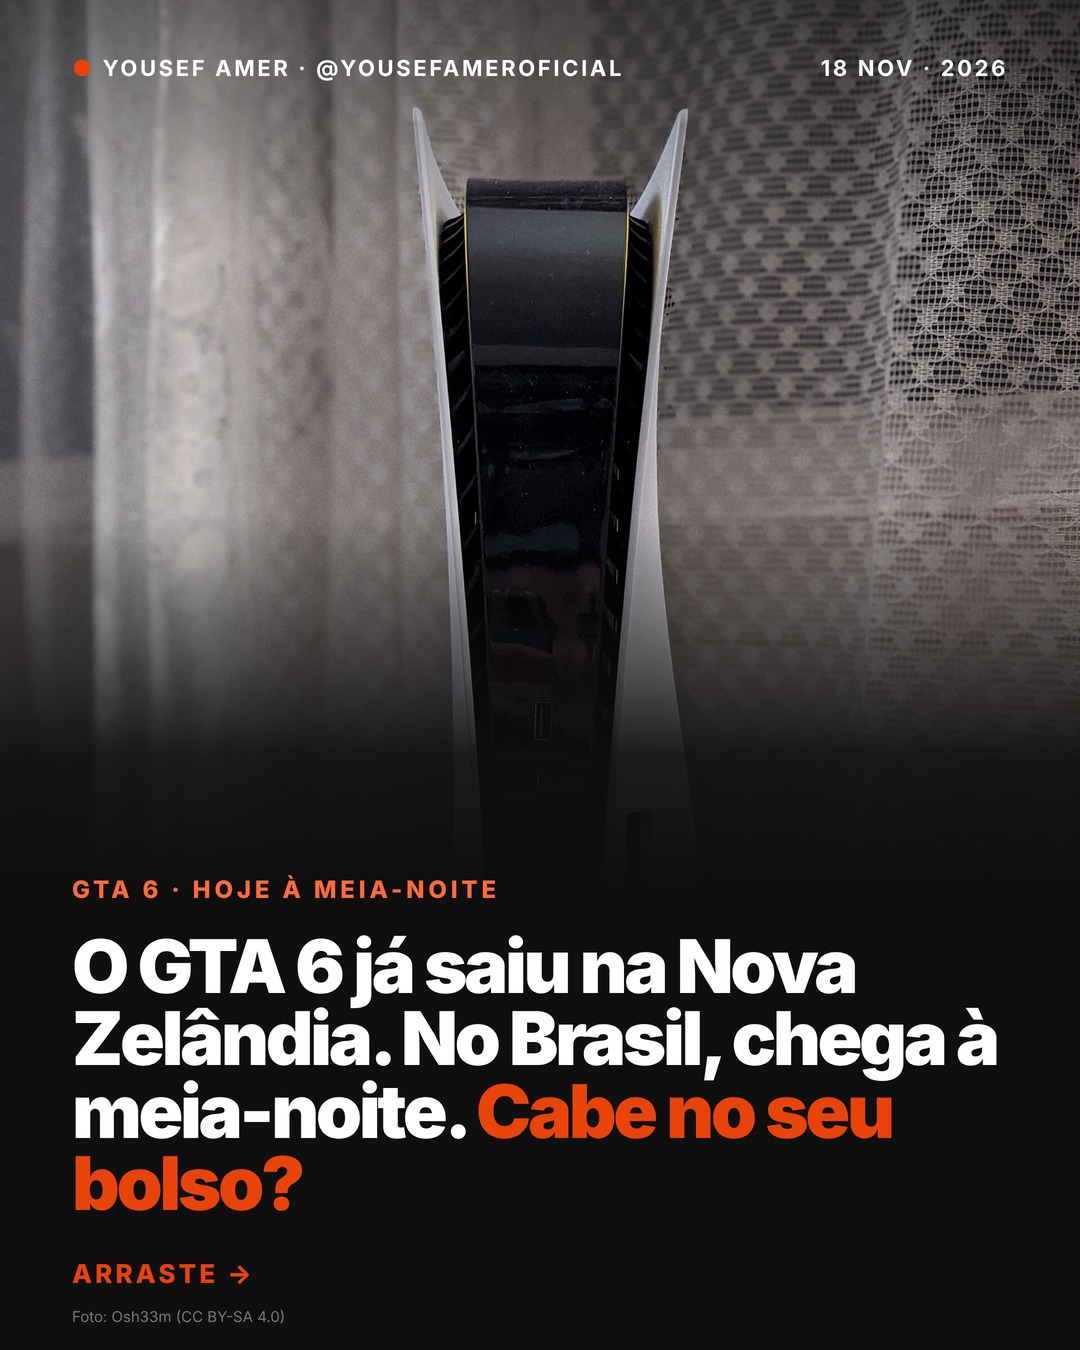 YOUSEF AMER · @YOUSEFAMEROFICIAL
18 NOV · 2026
GTA 6 · HOJE À MEIA-NOITE
O GTA 6 já saiu na Nova
Zelândia. No Brasil, chega à
meia-noite. Cabe no seu
bolso?
ARRASTE →
Foto: Osh33m (CC BY-SA 4.0)